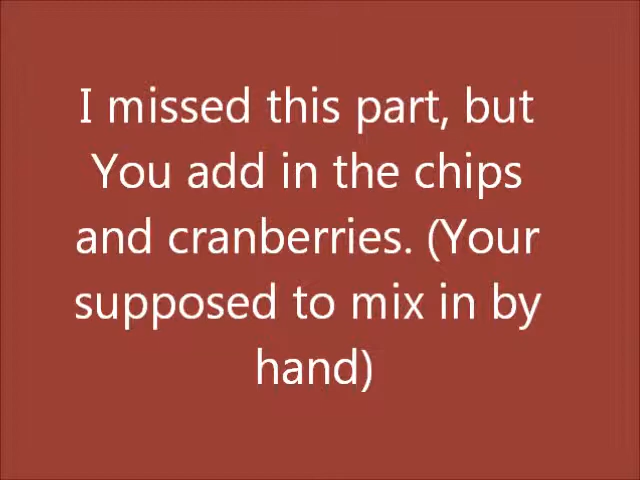 I missed this part, but
You add in the chips
and cranberries. (Your
supposed to mix in by
hand)